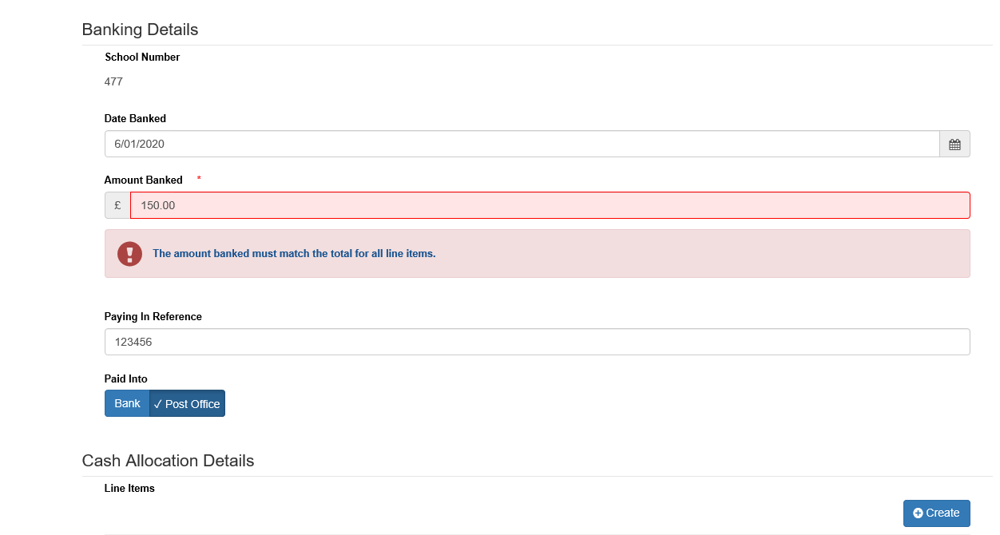 Banking Details
School Number
477
Date Banked
6/01/2020
Amount Banked *
£ 150.00
The amount banked must match the total for all line items.
Paying In Reference
123456
Paid Into
Bank ✓ Post Office
Cash Allocation Details
Line Items
Create